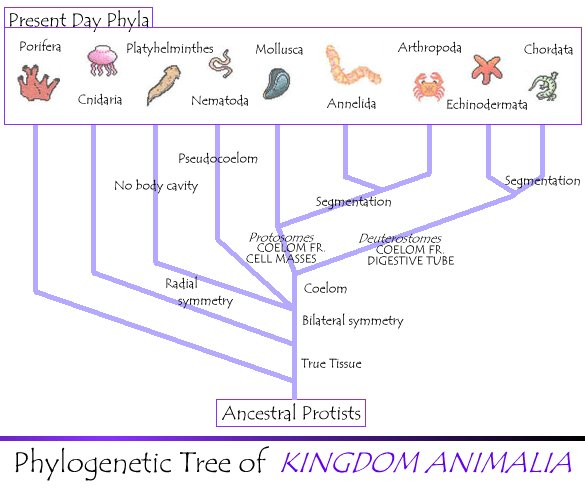 Present Day Phyla
Porifera
Cnidaria
Platyhelminthes
Nematoda
Mollusca
Annelida
Arthropoda
Echinodermata
Chordata
Pseudocoelom
No body cavity
Segmentation
Segmentation
Protosomes
COELOM FR.
CELL MASSES
Deuterostomes
COELOM FR.
DIGESTIVE TUBE
Radial
symmetry
Coelom
Bilateral symmetry
True Tissue
Ancestral Protists
Phylogenetic Tree of KINGDOM ANIMALIA